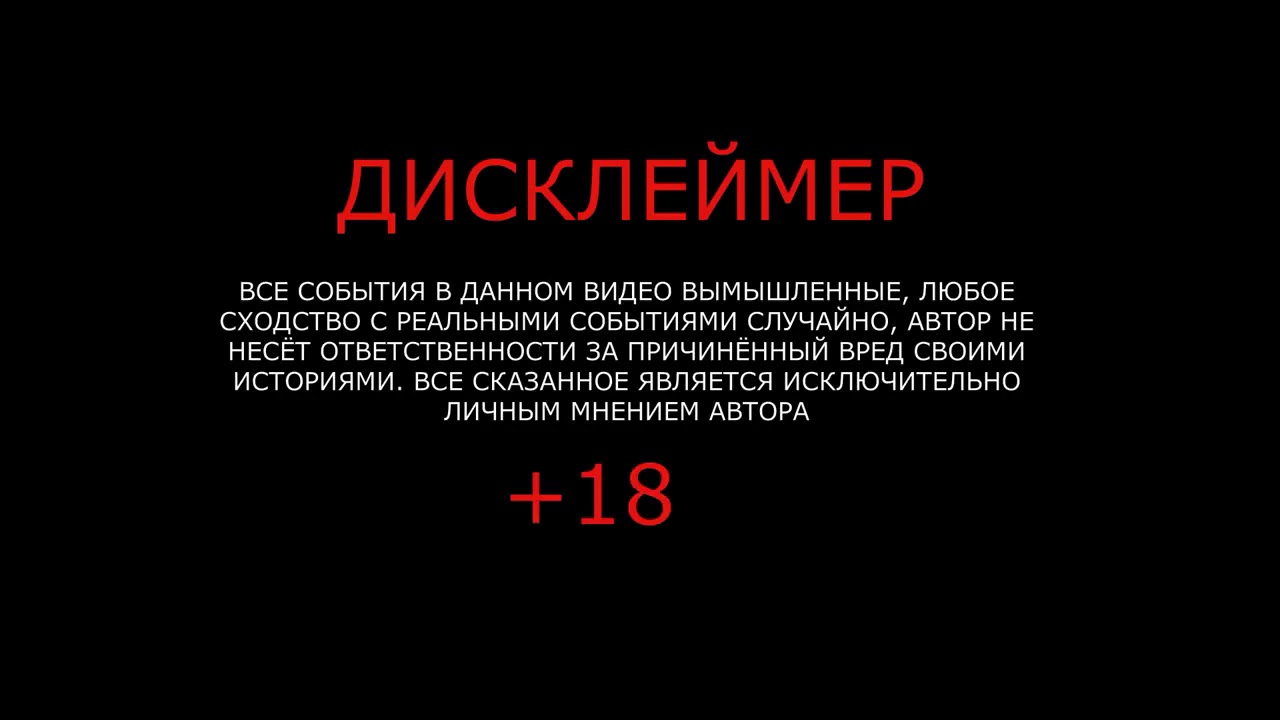 ДИСКЛЕЙМЕР
ВСЕ СОБЫТИЯ В ДАННОМ ВИДЕО ВЫМЫШЛЕННЫЕ, ЛЮБОЕ
СХОДСТВО С РЕАЛЬНЫМИ СОБЫТИЯМИ СЛУЧАЙНО, АВТОР НЕ
НЕСЁТ ОТВЕТСТВЕННОСТИ ЗА ПРИЧИНЁННЫЙ ВРЕД СВОИМИ
ИСТОРИЯМИ. ВСЕ СКАЗАННОЕ ЯВЛЯЕТСЯ ИСКЛЮЧИТЕЛЬНО
ЛИЧНЫМ МНЕНИЕМ АВТОРА
+18